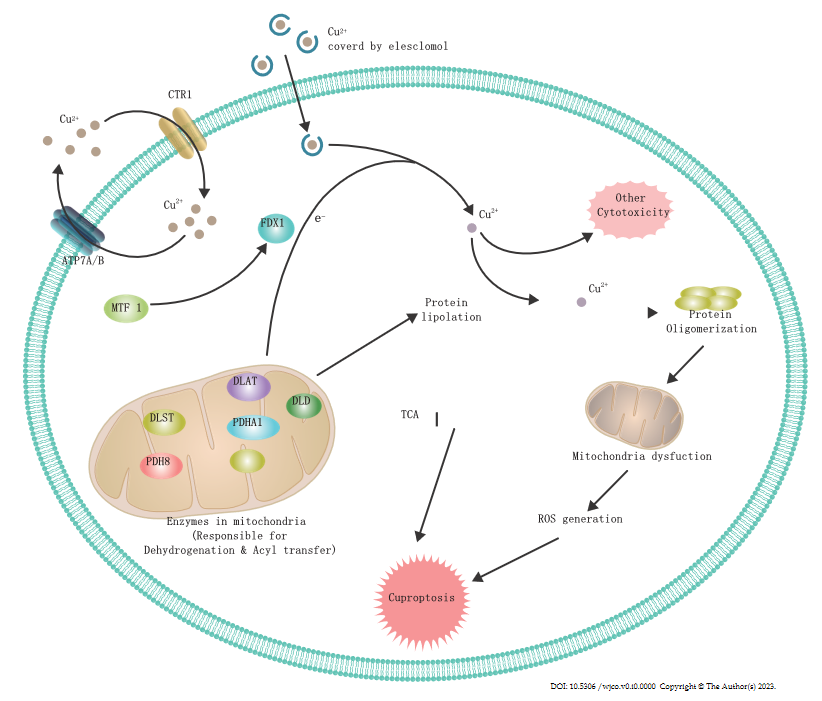 Cu²⁺
coverd by elesclomol
CTR1
Cu²⁺
Cu²⁺
ATP7A/B
FDX1
e⁻
Cu²⁺
Other
Cytotoxicity
MTF 1
Cu²⁺
Protein
lipolation
Protein
Oligomerization
DLAT
DLD
DLST
PDHA1
PDH8
TCA
Mitochondria dysfuction
Enzymes in mitochondria
(Responsible for
Dehydrogenation & Acyl transfer)
ROS generation
Cuproptosis
DOI: 10.5306 /wjco.v0.i0.0000 Copyright © The Author(s) 2023.